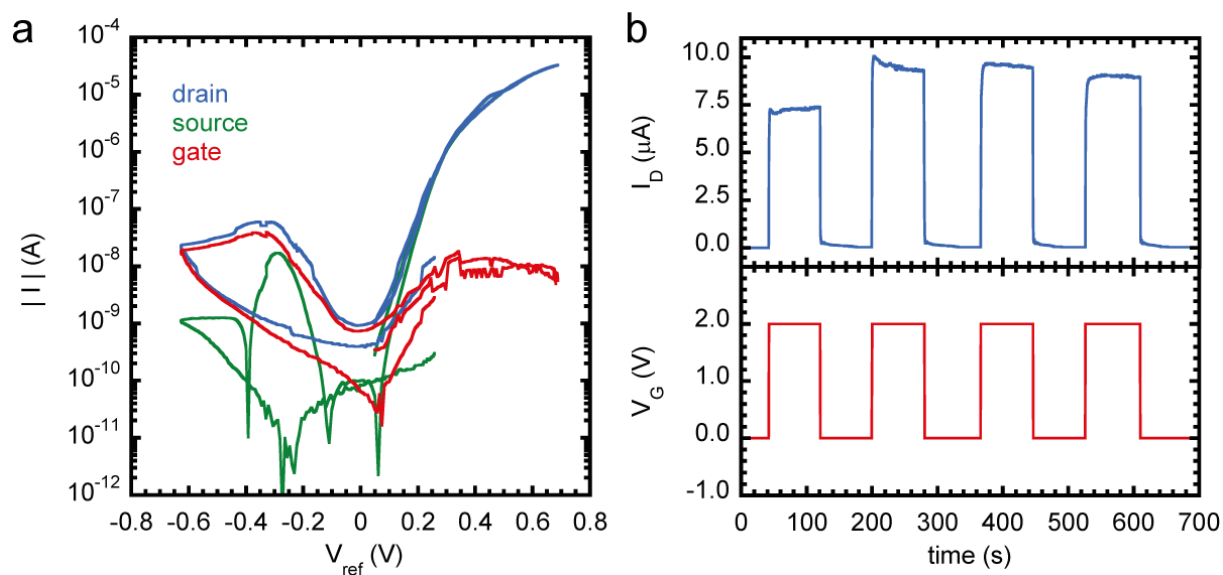 a
10⁻⁴
10⁻⁵
10⁻⁶
10⁻⁷
10⁻⁸
10⁻⁹
10⁻¹⁰
10⁻¹¹
10⁻¹²
| I | (A)
drain
source
gate
-0.8 -0.6 -0.4 -0.2 0 0.2 0.4 0.6 0.8
V_ref (V)
b
10.0
7.5
5.0
2.5
0.0
I_D (μA)
2.0
1.0
0.0
-1.0
V_G (V)
0 100 200 300 400 500 600 700
time (s)